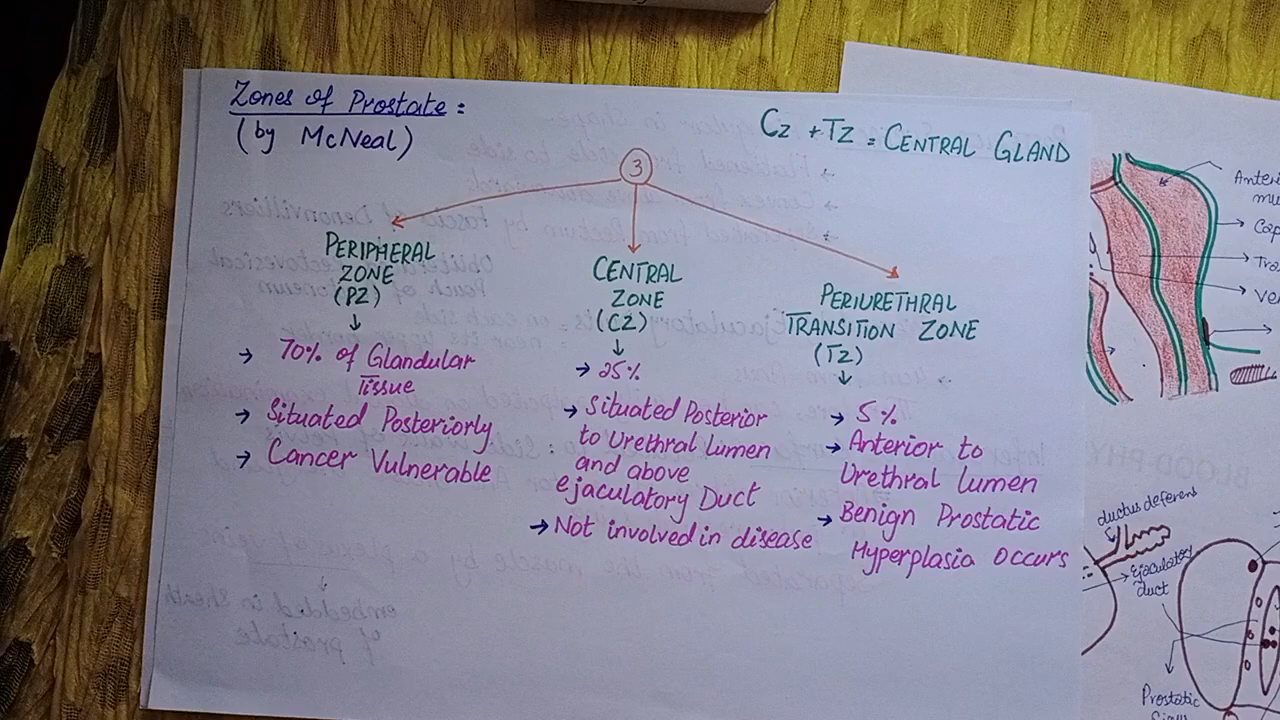 Zones of Prostate:
(by McNeal)
Cz + Tz = CENTRAL GLAND
3
PERIPHERAL
ZONE
(PZ)
↓
→ 70% of Glandular
Tissue
→ Situated Posteriorly
→ Cancer Vulnerable
CENTRAL
ZONE
(CZ)
↓
→ 25%
→ Situated Posterior
to Urethral Lumen
and above
ejaculatory Duct
→ Not involved in disease
PERIURETHRAL
TRANSITION ZONE
(TZ)
↓
→ 5%
→ Anterior to
Urethral lumen
→ Benign Prostatic
Hyperplasia occurs
ductus deferens
Ejaculatory
duct
Prostatic